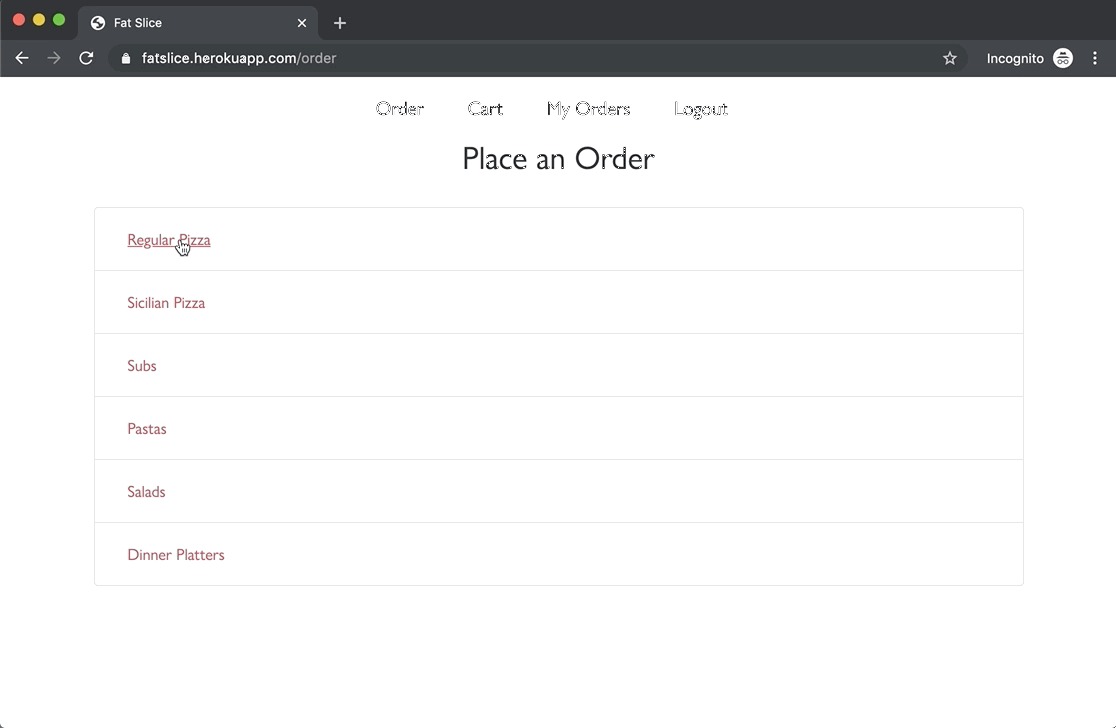 Fat Slice
fatslice.herokuapp.com/order
Incognito
Order Cart My Orders Logout
Place an Order
Regular Pizza
Sicilian Pizza
Subs
Pastas
Salads
Dinner Platters